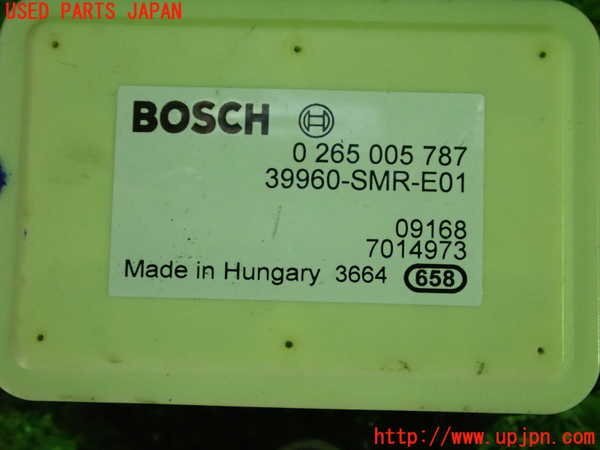 USED PARTS JAPAN
BOSCH
0 265 005 787
39960-SMR-E01
09168
7014973
Made in Hungary 3664 658
http://www.upjpn.com